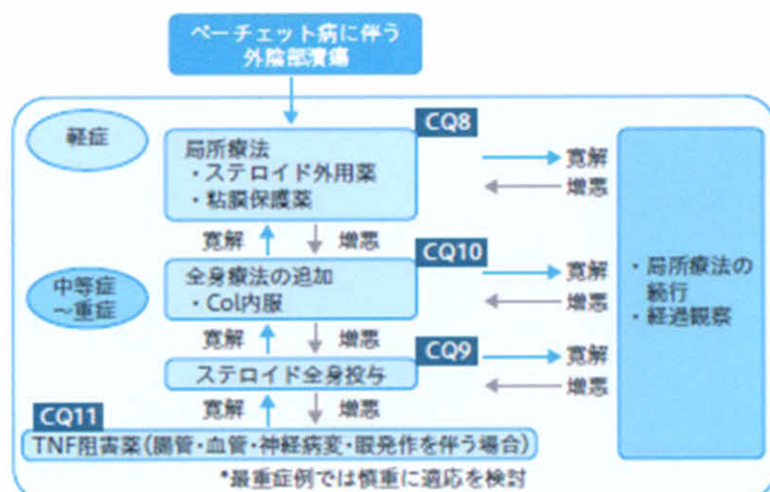 ベーチェット病に伴う
外陰部潰瘍
軽症
CQ8
局所療法
・ステロイド外用薬
・粘膜保護薬
寛解
増悪
寛解 増悪
中等症
～重症
CQ10
全身療法の追加
・Col内服
寛解
増悪
寛解 増悪
CQ9
ステロイド全身投与
寛解
増悪
寛解 増悪
CQ11
TNF阻害薬(腸管・血管・神経病変・眼発作を伴う場合)
*最重症例では慎重に適応を検討
・局所療法の
続行
・経過観察